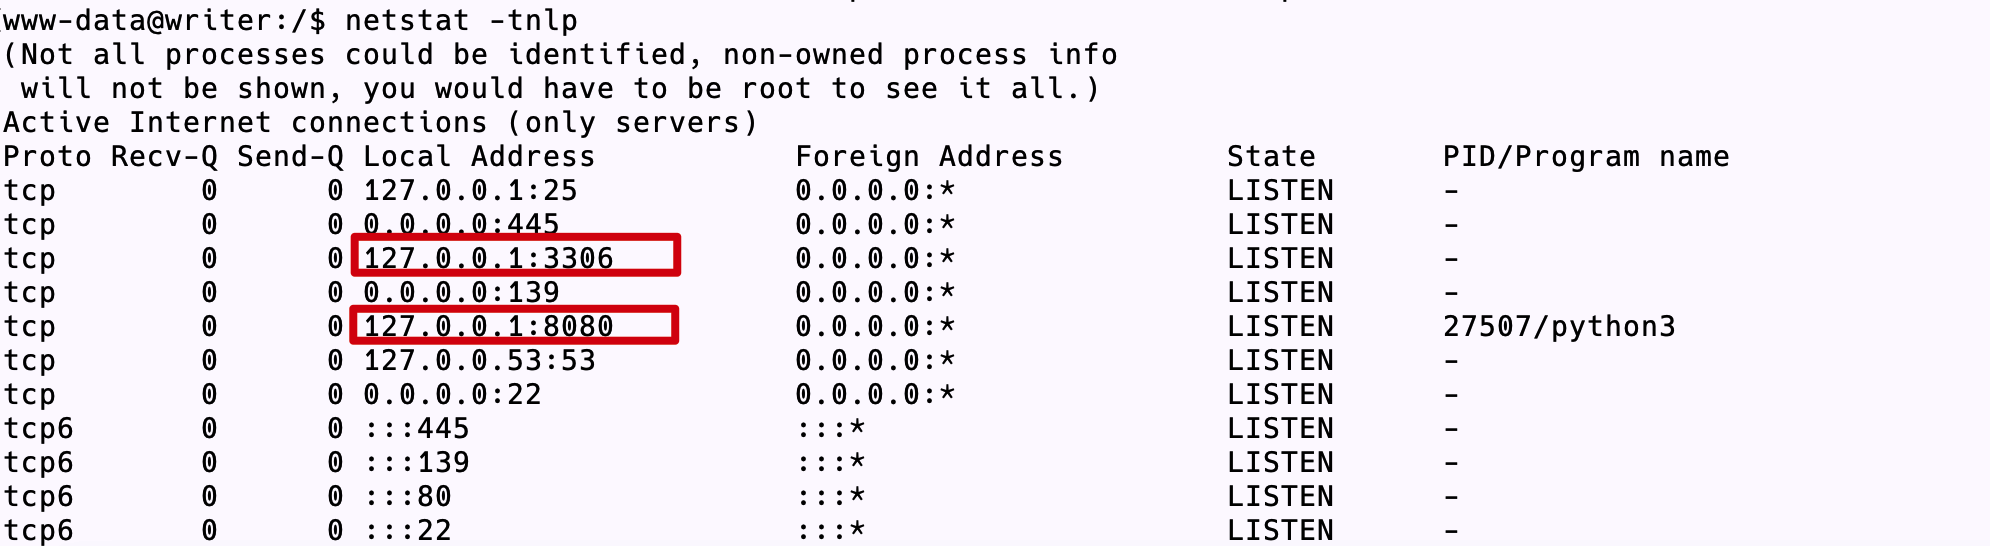 www-data@writer:/$ netstat -tnlp
(Not all processes could be identified, non-owned process info
 will not be shown, you would have to be root to see it all.)
Active Internet connections (only servers)
Proto Recv-Q Send-Q Local Address           Foreign Address         State       PID/Program name
tcp        0      0 127.0.0.1:25            0.0.0.0:*               LISTEN      -
tcp        0      0 0.0.0.0:445             0.0.0.0:*               LISTEN      -
tcp        0      0 127.0.0.1:3306          0.0.0.0:*               LISTEN      -
tcp        0      0 0.0.0.0:139             0.0.0.0:*               LISTEN      -
tcp        0      0 127.0.0.1:8080          0.0.0.0:*               LISTEN      27507/python3
tcp        0      0 127.0.0.53:53           0.0.0.0:*               LISTEN      -
tcp        0      0 0.0.0.0:22              0.0.0.0:*               LISTEN      -
tcp6       0      0 :::445                  :::*                    LISTEN      -
tcp6       0      0 :::139                  :::*                    LISTEN      -
tcp6       0      0 :::80                   :::*                    LISTEN      -
tcp6       0      0 :::22                   :::*                    LISTEN      -